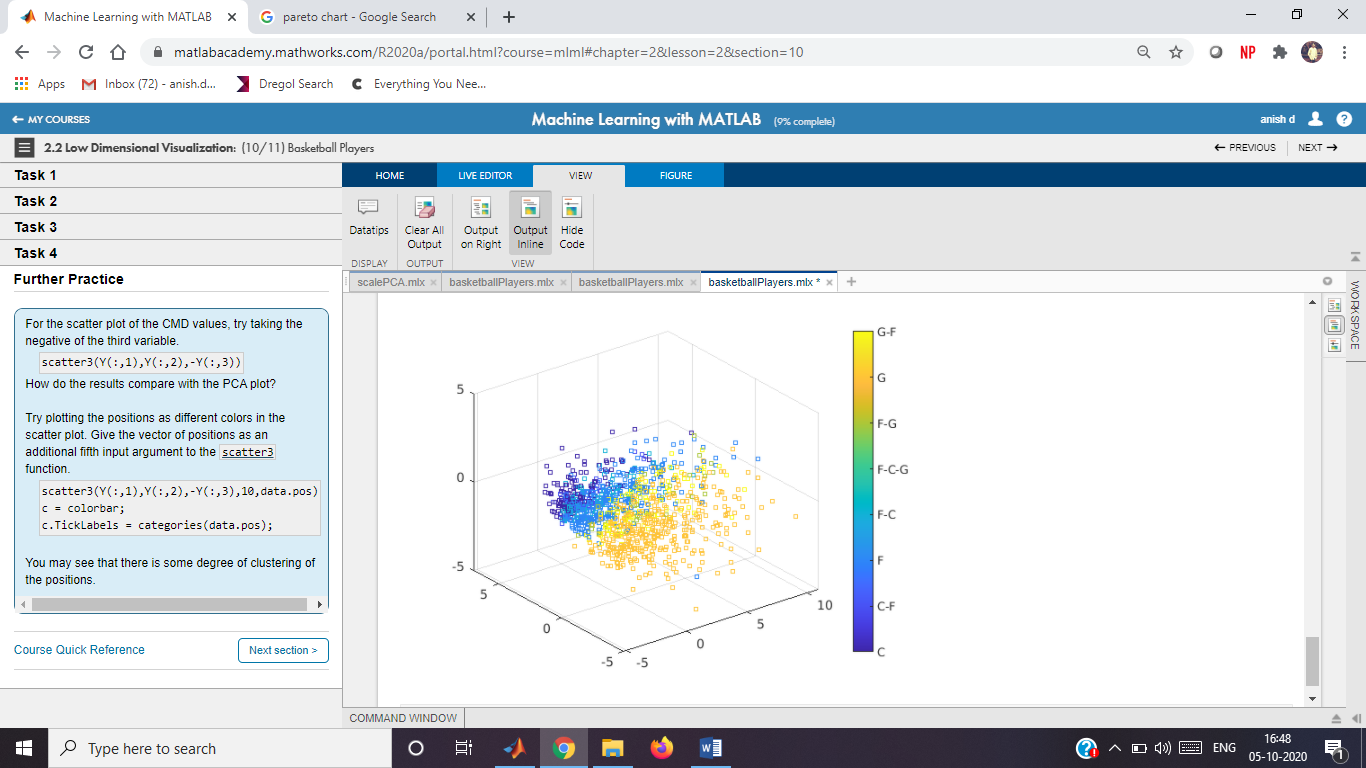 Machine Learning with MATLAB
pareto chart - Google Search
matlabacademy.mathworks.com/R2020a/portal.html?course=mlml#chapter=2&lesson=2&section=10
NP
Apps
Inbox (72) - anish.d...
Dregol Search
Everything You Nee...
← MY COURSES
Machine Learning with MATLAB (9% complete)
anish d
2.2 Low Dimensional Visualization: (10/11) Basketball Players
← PREVIOUS
NEXT →
Task 1
Task 2
Task 3
Task 4
Further Practice
For the scatter plot of the CMD values, try taking the
negative of the third variable.
scatter3(Y(:,1),Y(:,2),-Y(:,3))
How do the results compare with the PCA plot?
Try plotting the positions as different colors in the
scatter plot. Give the vector of positions as an
additional fifth input argument to the scatter3
function.
scatter3(Y(:,1),Y(:,2),-Y(:,3),10,data.pos)
c = colorbar;
c.TickLabels = categories(data.pos);
You may see that there is some degree of clustering of
the positions.
Course Quick Reference
Next section >
HOME
LIVE EDITOR
VIEW
FIGURE
Datatips
Clear All
Output
Output
on Right
Output
Inline
Hide
Code
DISPLAY
OUTPUT
VIEW
scalePCA.mlx
basketballPlayers.mlx
basketballPlayers.mlx
basketballPlayers.mlx *
WORKSPACE
5
0
-5
5
0
-5
-5
0
5
10
G-F
G
F-G
F-C-G
F-C
F
C-F
C
COMMAND WINDOW
Type here to search
ENG
16:48
05-10-2020
1